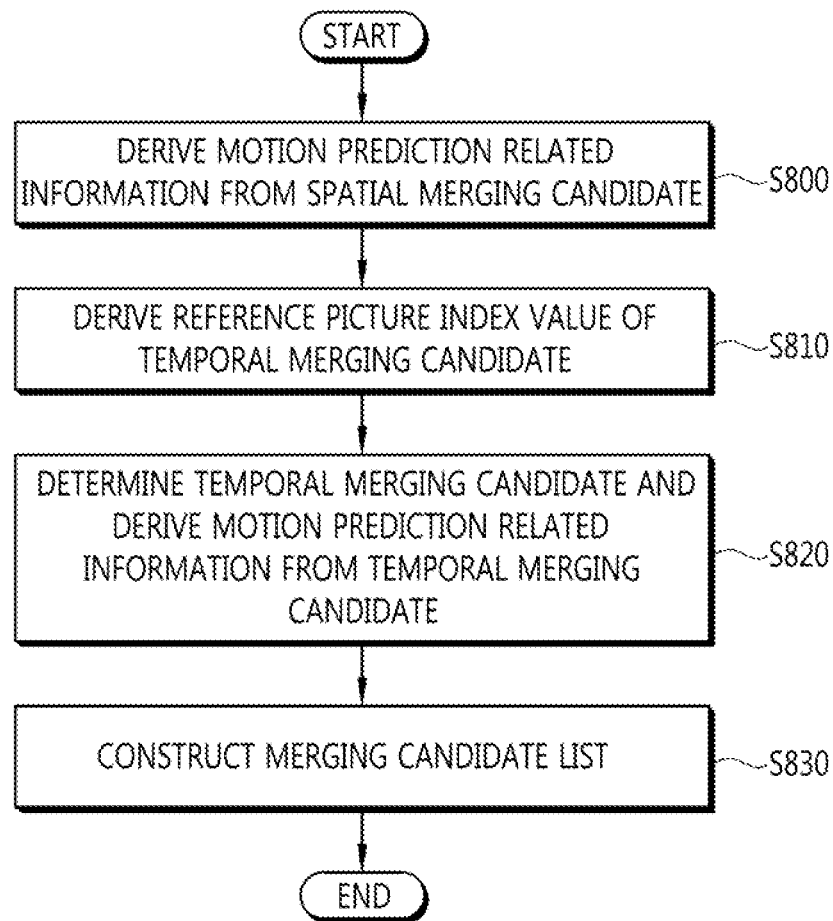 START
DERIVE MOTION PREDICTION RELATED
INFORMATION FROM SPATIAL MERGING CANDIDATE
S800
DERIVE REFERENCE PICTURE INDEX VALUE OF
TEMPORAL MERGING CANDIDATE
S810
DETERMINE TEMPORAL MERGING CANDIDATE AND
DERIVE MOTION PREDICTION RELATED
INFORMATION FROM TEMPORAL MERGING
CANDIDATE
S820
CONSTRUCT MERGING CANDIDATE LIST
S830
END